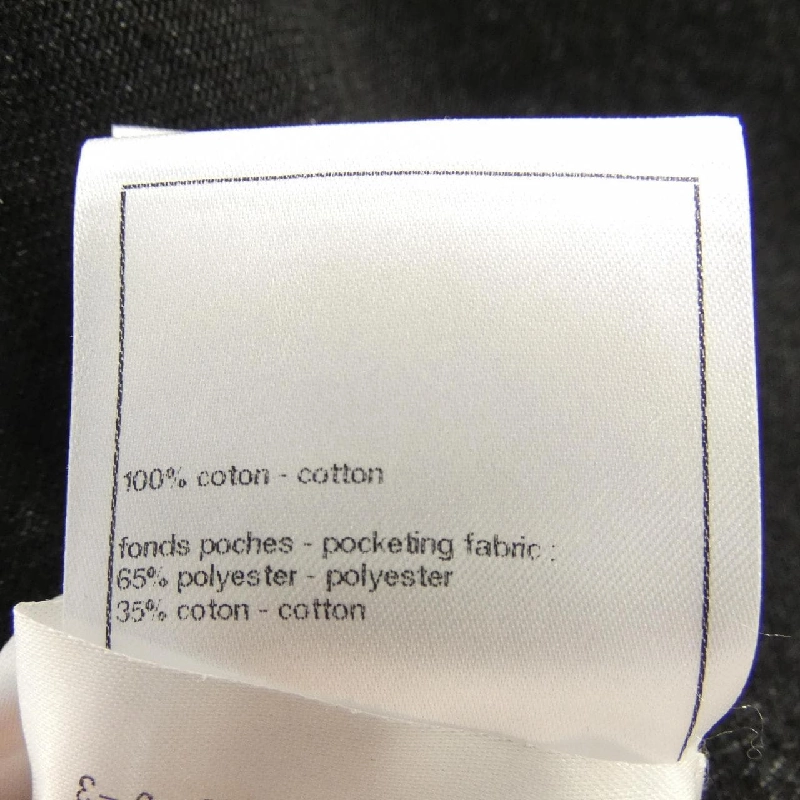 100% coton - cotton
fonds poches - pocketing fabric :
65% polyester - polyester
35% coton - cotton